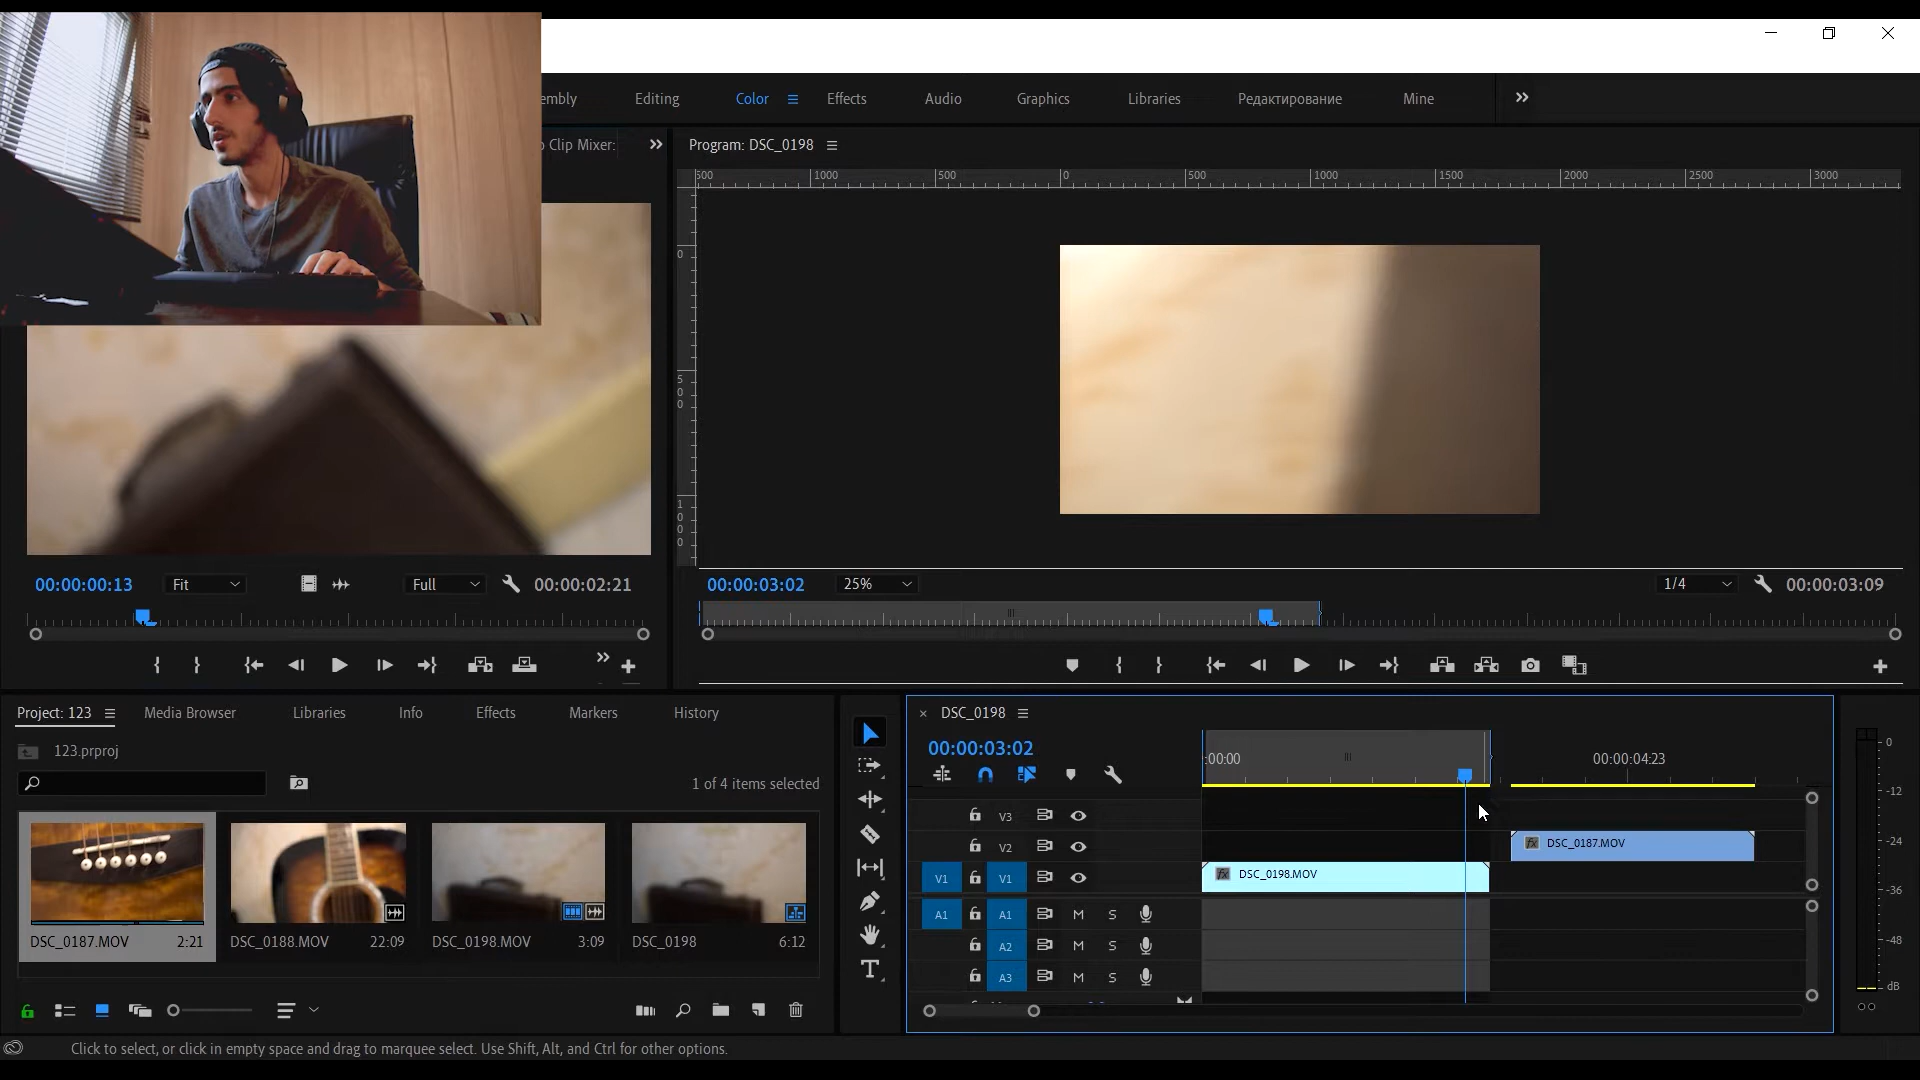 embly Editing Color Effects Audio Graphics Libraries Редактирование Mine
o Clip Mixer:
Program: DSC_0198
500 1000 500 0 500 1000 1500 2000 2500 3000
0
500
1000
00:00:00:13 Fit Full 00:00:02:21
00:00:03:02 25% 1/4 00:00:03:09
Project: 123 Media Browser Libraries Info Effects Markers History
123.prproj
1 of 4 items selected
DSC_0187.MOV 2:21
DSC_0188.MOV 22:09
DSC_0198.MOV 3:09
DSC_0198 6:12
DSC_0198
00:00:03:02
:00:00 00:00:04:23
V3
V2 DSC_0187.MOV
V1 V1 DSC_0198.MOV
A1 A1 M S
A2 M S
A3 M S
0
-12
-24
-36
-48
dB
Click to select, or click in empty space and drag to marquee select. Use Shift, Alt, and Ctrl for other options.